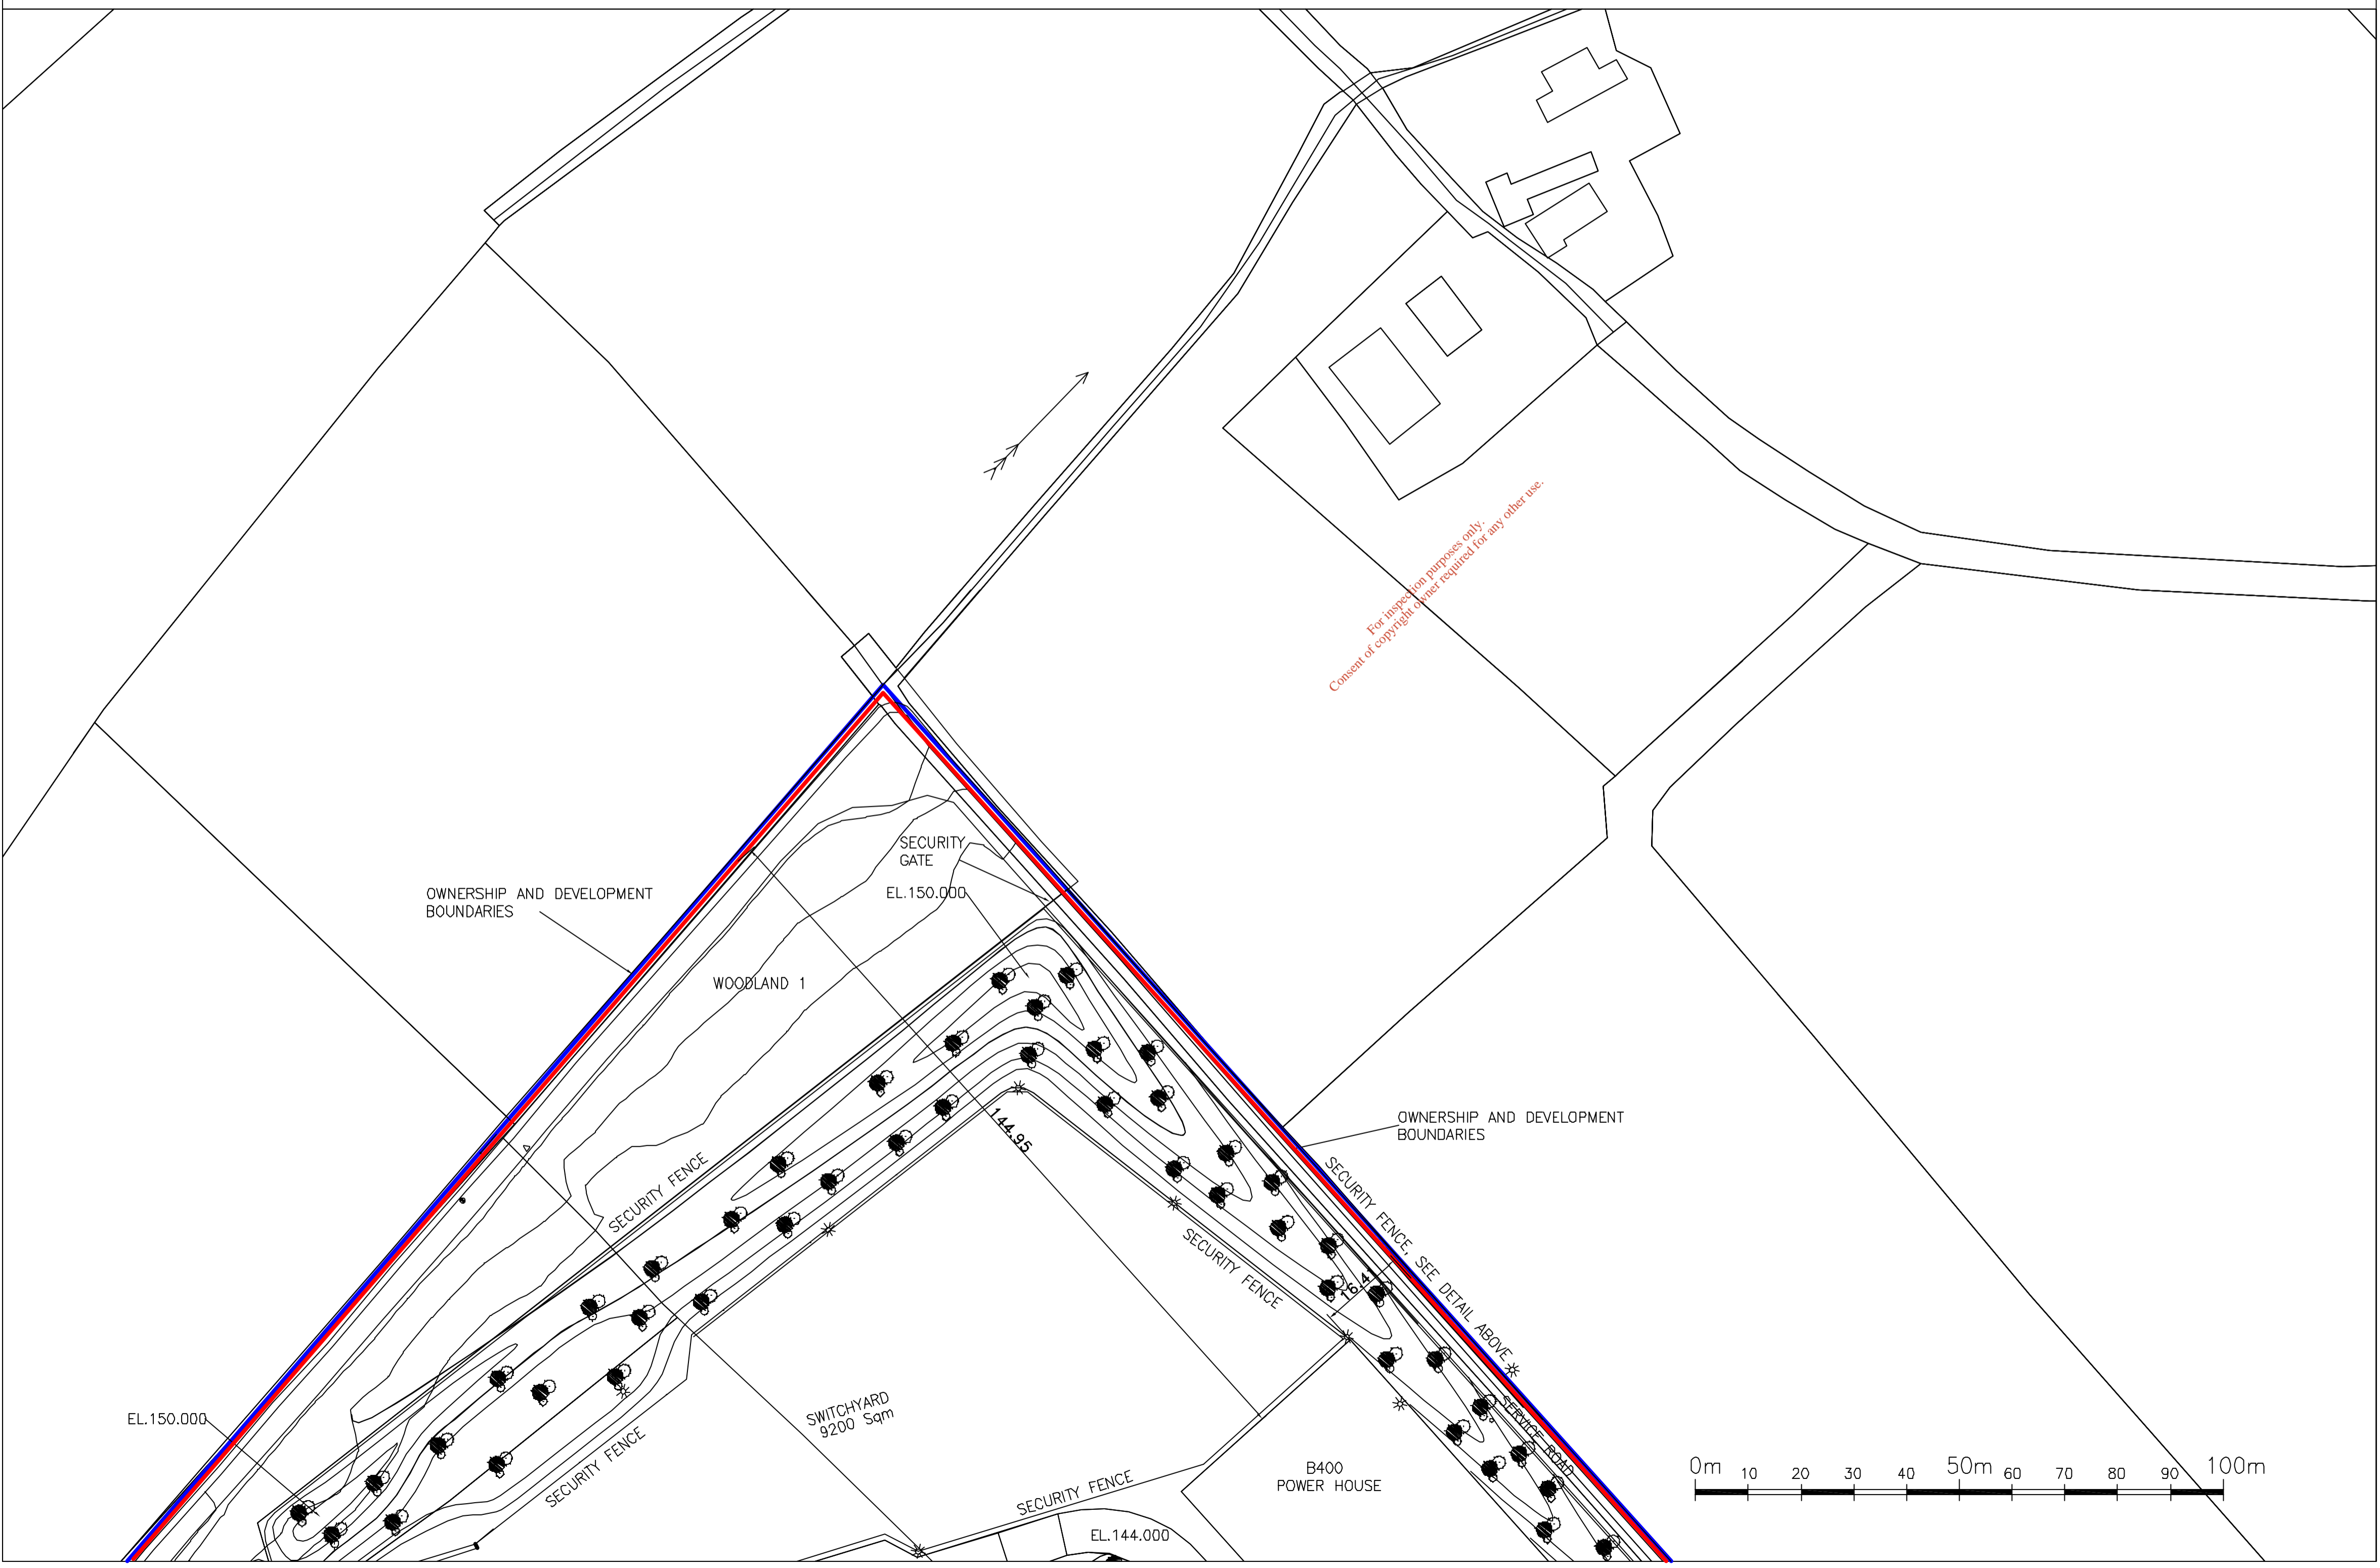 For inspection purposes only.
Consent of copyright owner required for any other use.
SECURITY
GATE
EL.150.000
OWNERSHIP AND DEVELOPMENT
BOUNDARIES
WOODLAND 1
144.95
OWNERSHIP AND DEVELOPMENT
BOUNDARIES
SECURITY FENCE
SECURITY FENCE, SEE DETAIL ABOVE
SECURITY FENCE
16.41
EL.150.000
SWITCHYARD
9200 Sqm
SECURITY FENCE
SERVICE ROAD
SECURITY FENCE
B400
POWER HOUSE
EL.144.000
0m 10 20 30 40 50m 60 70 80 90 100m